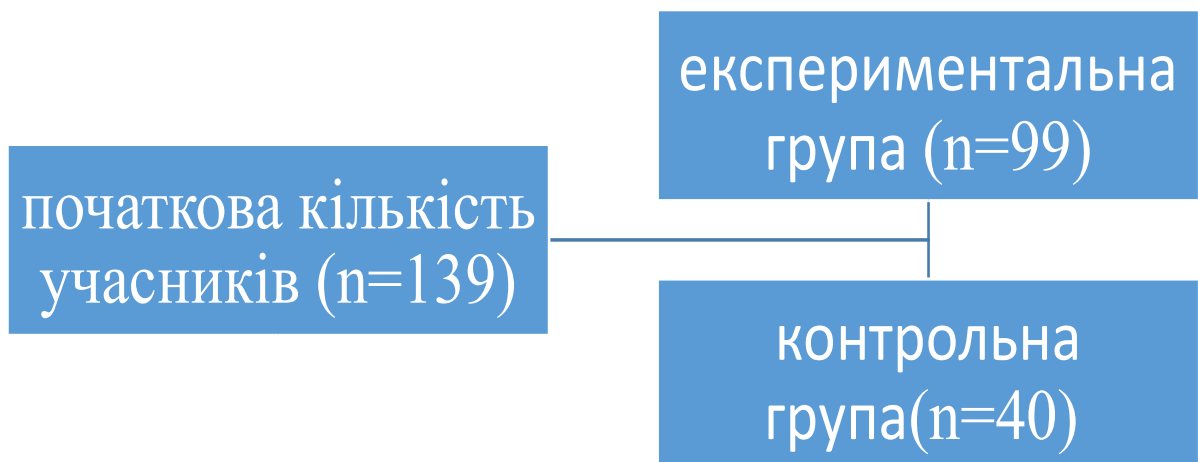 початкова кількість
учасників (n=139)
експериментальна
група (n=99)
контрольна
група(n=40)